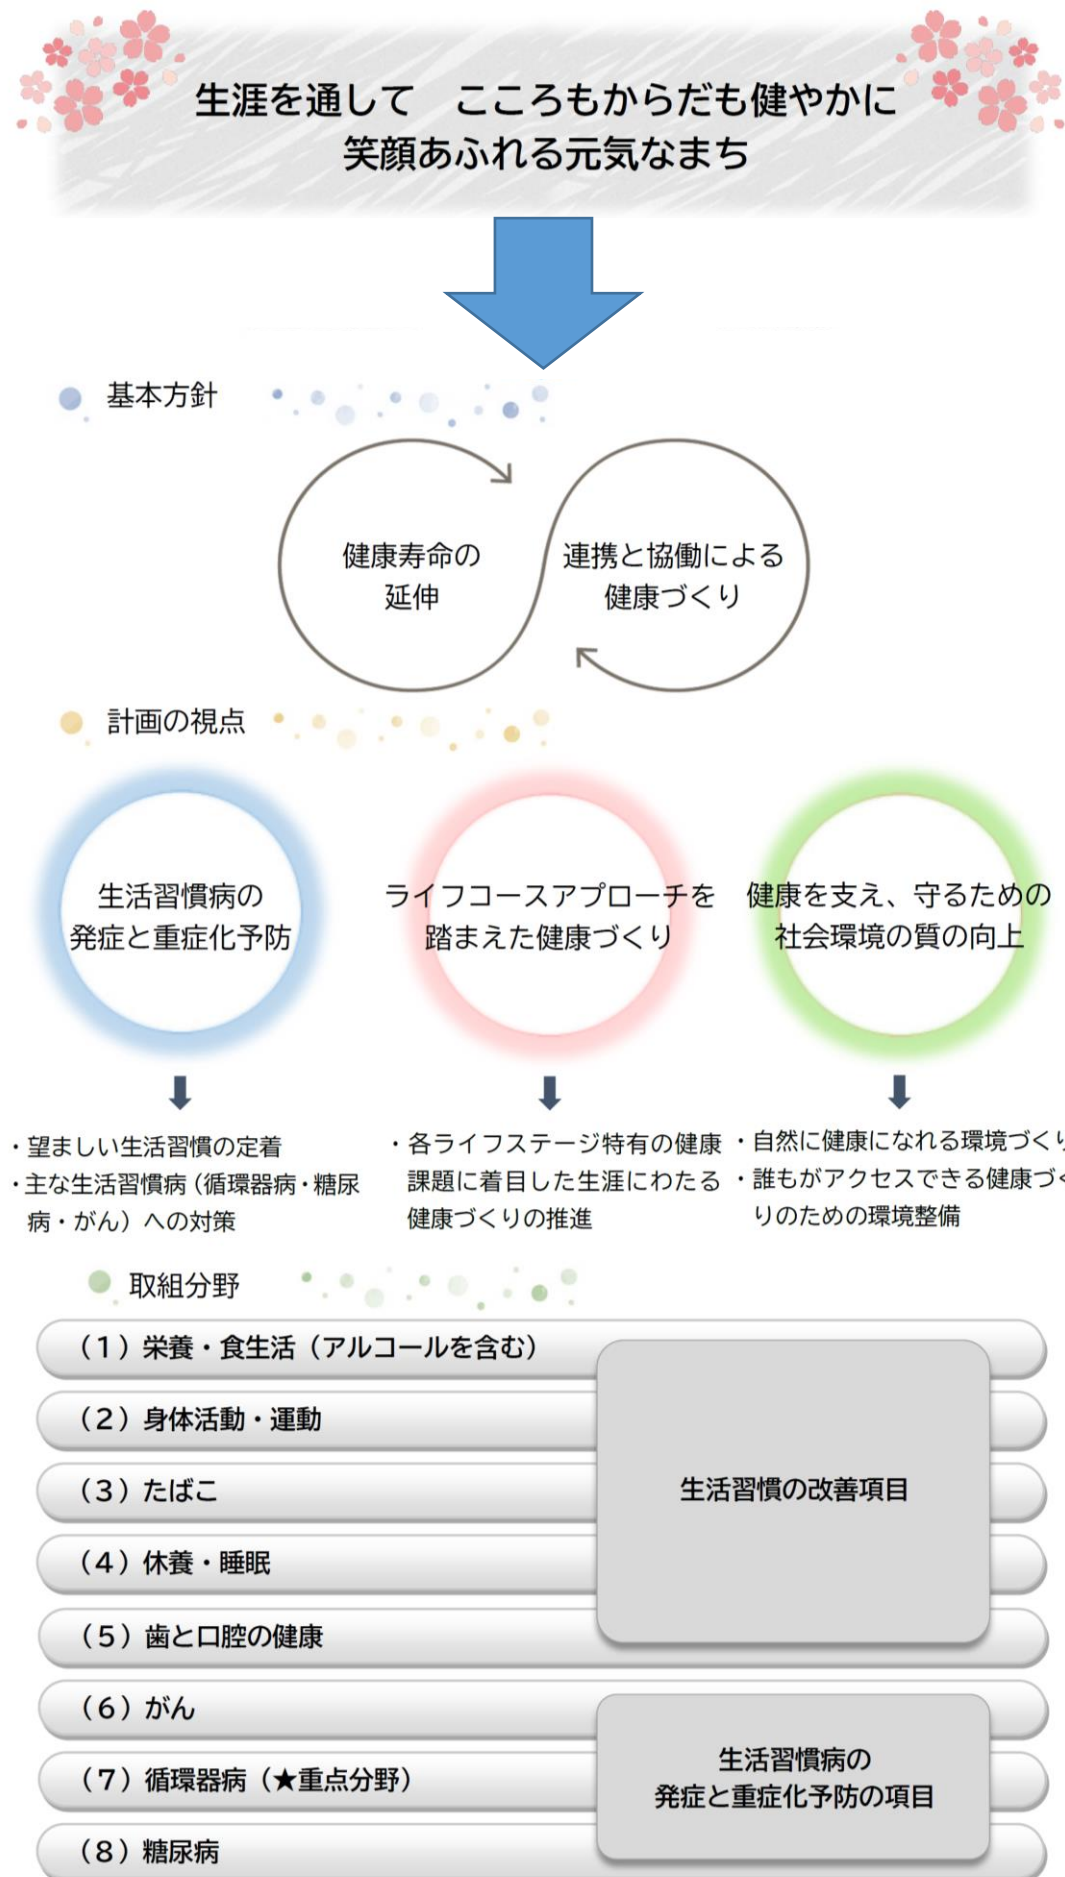 生涯を通して　こころもからだも健やかに
笑顔あふれる元気なまち
基本方針
健康寿命の
延伸
連携と協働による
健康づくり
計画の視点
生活習慣病の
発症と重症化予防
ライフコースアプローチを
踏まえた健康づくり
健康を支え、守るための
社会環境の質の向上
・望ましい生活習慣の定着
・主な生活習慣病（循環器病・糖尿
病・がん）への対策
・各ライフステージ特有の健康
課題に着目した生涯にわたる
健康づくりの推進
・自然に健康になれる環境づくり
・誰もがアクセスできる健康づく
りのための環境整備
取組分野
（1）栄養・食生活（アルコールを含む）
（2）身体活動・運動
（3）たばこ
（4）休養・睡眠
（5）歯と口腔の健康
生活習慣の改善項目
（6）がん
（7）循環器病（★重点分野）
（8）糖尿病
生活習慣病の
発症と重症化予防の項目